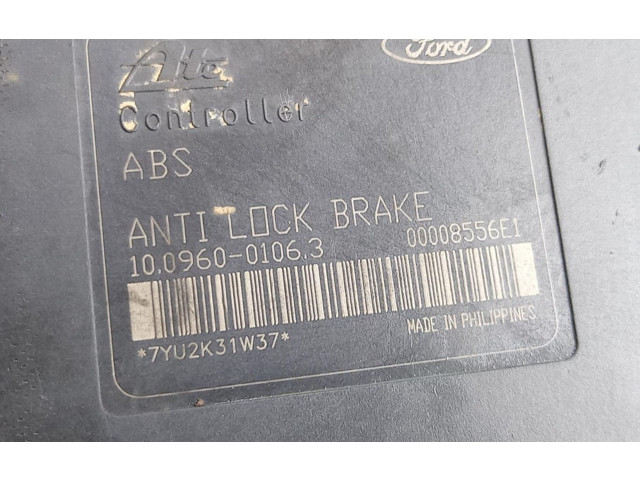 Ford
Ate
Controller
ABS
ANTI LOCK BRAKE
10.0960-0106.3 00008556E1
*7YU2K31W37* MADE IN PHILIPPINES